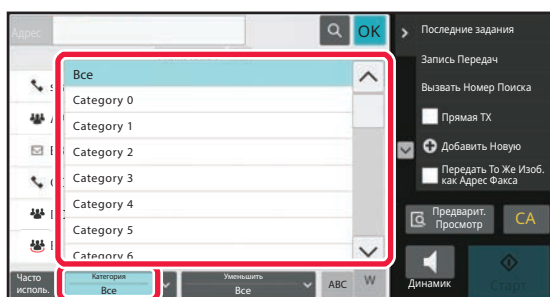 Адрес
OK
Все
Category 0
Category 1
Category 2
Category 3
Category 4
Category 5
Category 6
Часто
исполь.
Категория
Все
Уменьшить
Все
ABC
W
Последние задания
Запись Передач
Вызвать Номер Поиска
Прямая TX
Добавить Новую
Передать То Же Изоб.
как Адрес Факса
Предварит.
Просмотр
CA
Динамик
Старт